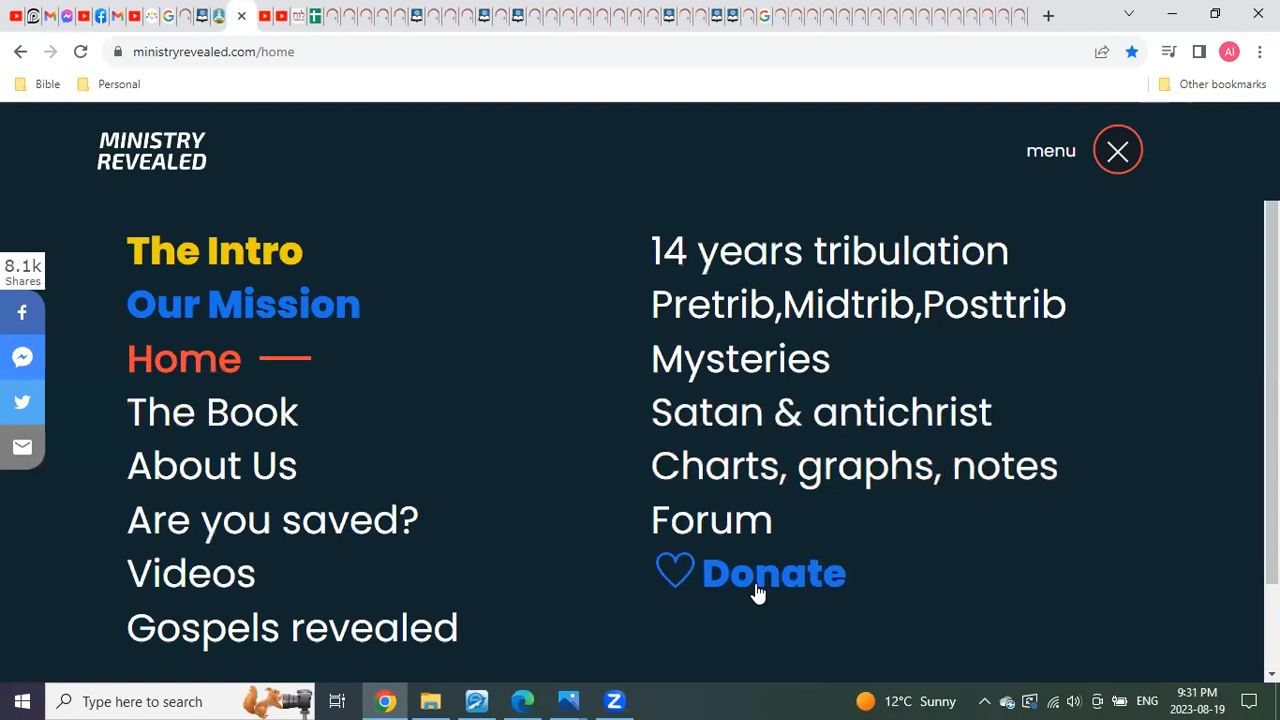 ministryrevealed.com/home
AI
Bible
Personal
Other bookmarks
MINISTRY
REVEALED
menu
The Intro
Our Mission
Home
The Book
About Us
Are you saved?
Videos
Gospels revealed
14 years tribulation
Pretrib,Midtrib,Posttrib
Mysteries
Satan & antichrist
Charts, graphs, notes
Forum
Donate
8.1k
Shares
Type here to search
12°C Sunny
ENG
9:31 PM
2023-08-19